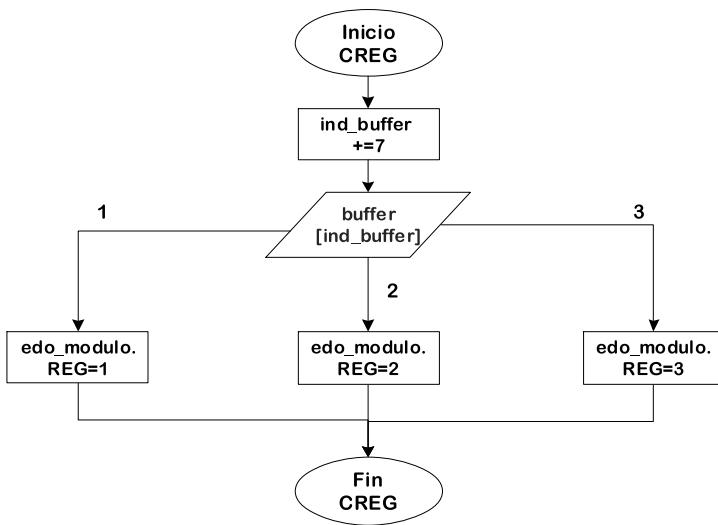 Inicio
CREG
ind_buffer
+=7
buffer
[ind_buffer]
1
3
2
edo_modulo.
REG=1
edo_modulo.
REG=2
edo_modulo.
REG=3
Fin
CREG